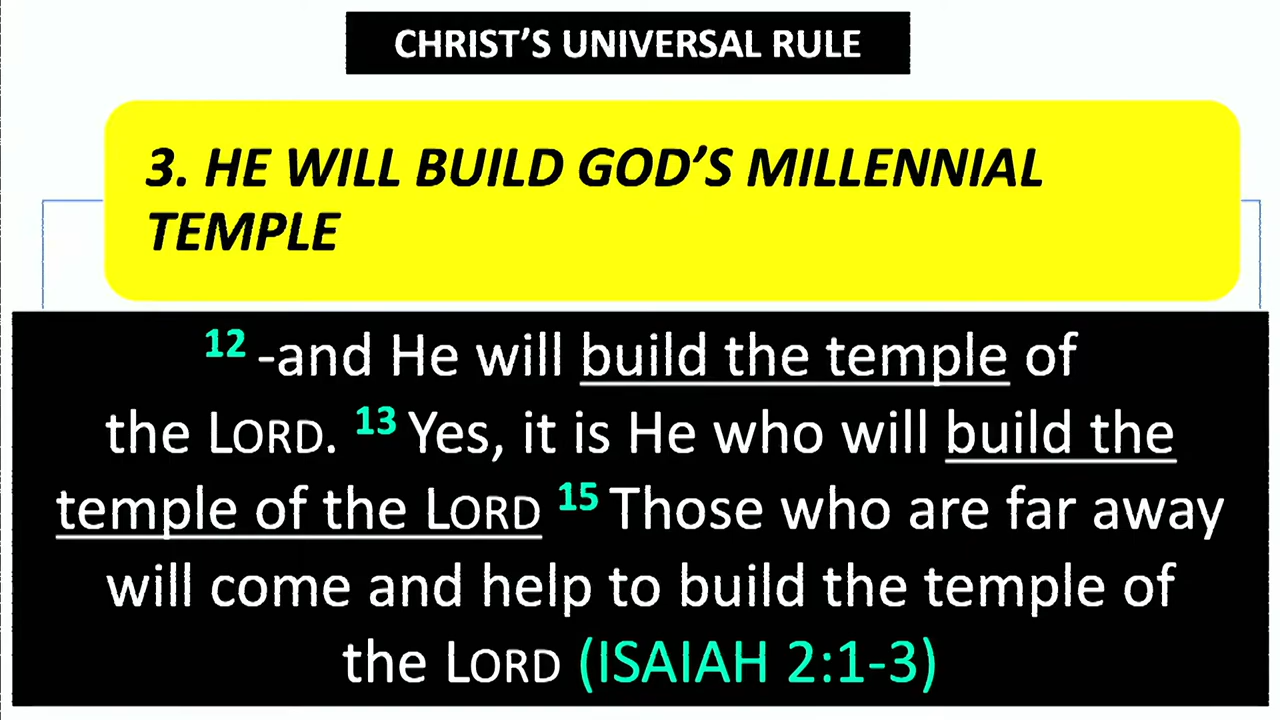 CHRIST'S UNIVERSAL RULE
3. HE WILL BUILD GOD'S MILLENNIAL
TEMPLE
12 -and He will build the temple of
the LORD. 13 Yes, it is He who will build the
temple of the LORD 15 Those who are far away
will come and help to build the temple of
the LORD (ISAIAH 2:1-3)